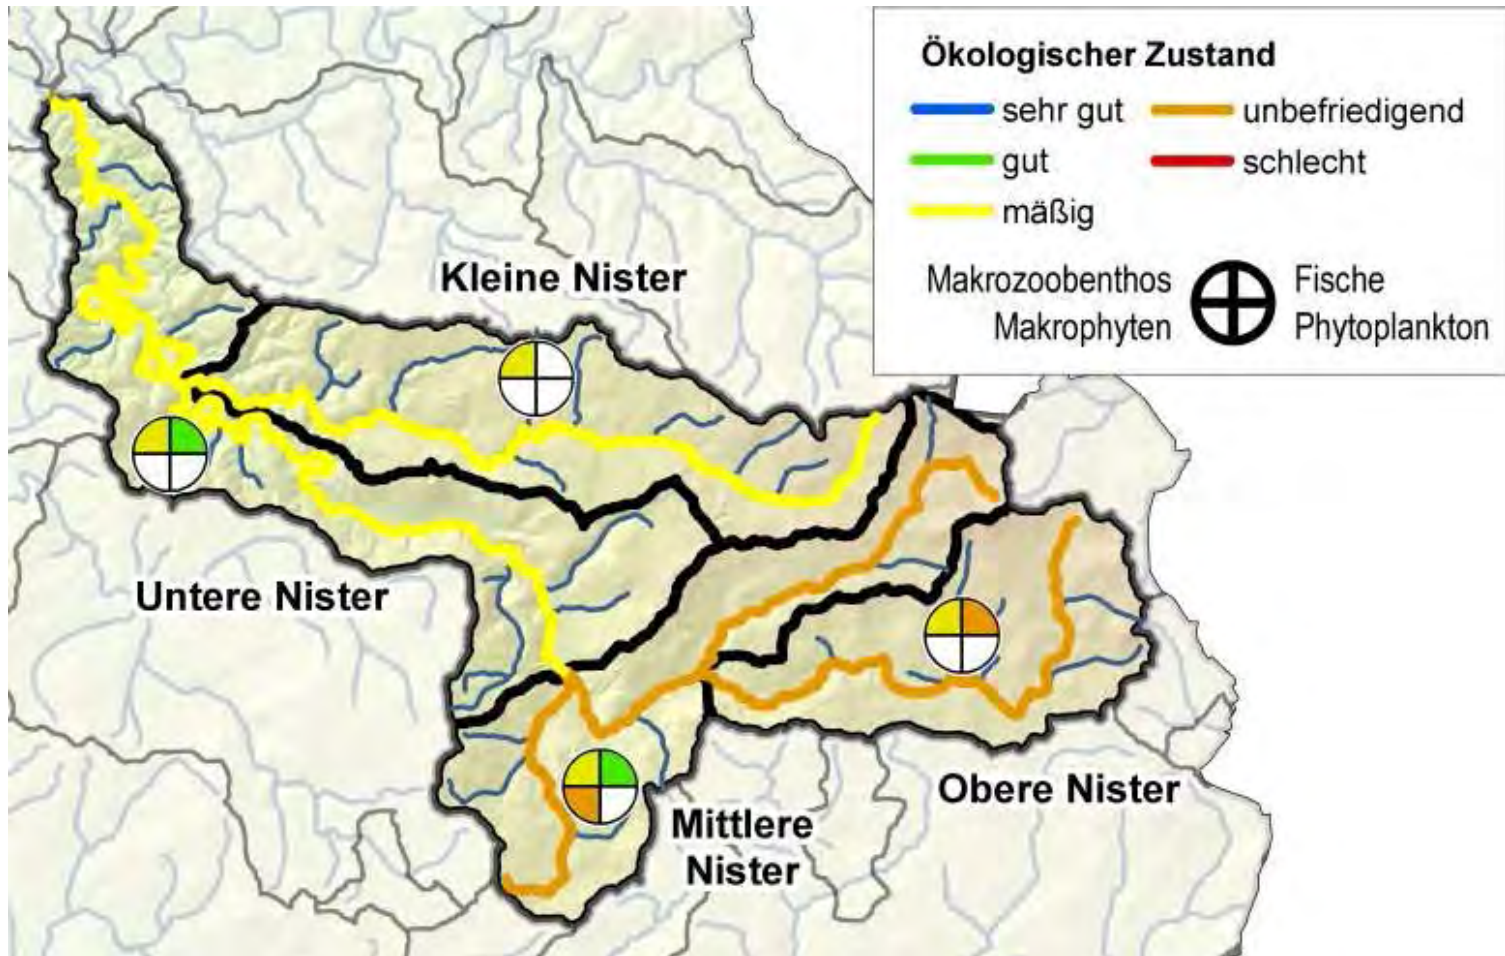 Ökologischer Zustand
sehr gut
unbefriedigend
gut
schlecht
mäßig
Makrozoobenthos
Fische
Makrophyten
Phytoplankton
Kleine Nister
Untere Nister
Obere Nister
Mittlere
Nister